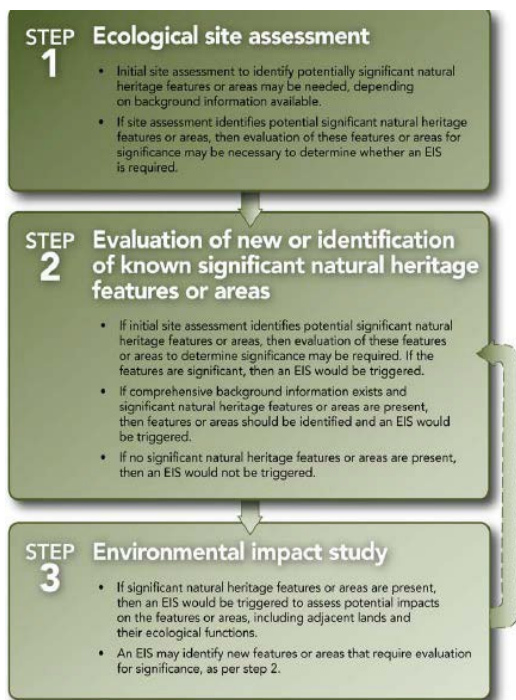 STEP 1
Ecological site assessment
• Initial site assessment to identify potentially significant natural
heritage features or areas may be needed, depending
on background information available.
• If site assessment identifies potential significant natural heritage
features or areas, then evaluation of these features or areas for
significance may be necessary to determine whether an EIS
is required.
STEP 2
Evaluation of new or identification
of known significant natural heritage
features or areas
• If initial site assessment identifies potential significant natural
heritage features or areas, then evaluation of these features
or areas to determine significance may be required. If the
features are significant, then an EIS would be triggered.
• If comprehensive background information exists and
significant natural heritage features or areas are present,
then features or areas should be identified and an EIS would
be triggered.
• If no significant natural heritage features or areas are present,
then an EIS would not be triggered.
STEP 3
Environmental impact study
• If significant natural heritage features or areas are present,
then an EIS would be triggered to assess potential impacts
on the features or areas, including adjacent lands and
their ecological functions.
• An EIS may identify new features or areas that require evaluation
for significance, as per step 2.